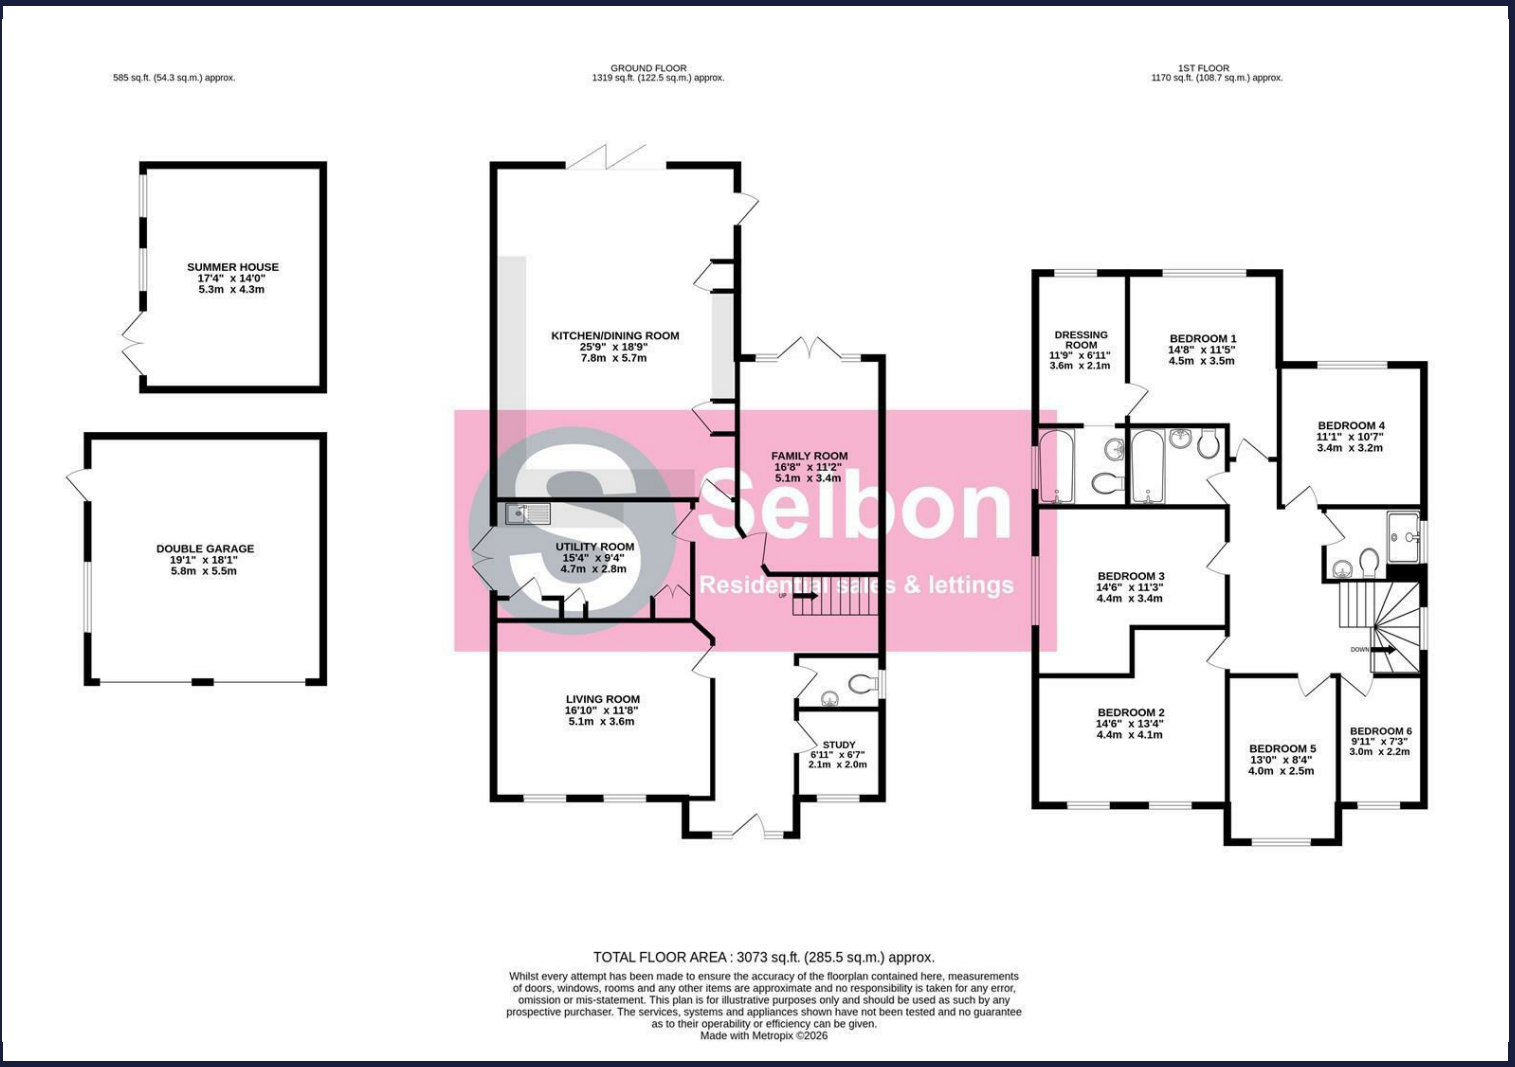 585 sq.ft. (54.3 sq.m.) approx.
GROUND FLOOR
1319 sq.ft. (122.5 sq.m.) approx.
1ST FLOOR
1170 sq.ft. (108.7 sq.m.) approx.
SUMMER HOUSE
17'4" x 14'0"
5.3m x 4.3m
DOUBLE GARAGE
19'1" x 18'1"
5.8m x 5.5m
KITCHEN/DINING ROOM
25'9" x 18'9"
7.8m x 5.7m
FAMILY ROOM
16'8" x 11'2"
5.1m x 3.4m
S Selbon
Residential sales & lettings
UTILITY ROOM
15'4" x 9'4"
4.7m x 2.8m
UP
LIVING ROOM
16'10" x 11'8"
5.1m x 3.6m
STUDY
6'11" x 6'7"
2.1m x 2.0m
DRESSING
ROOM
11'9" x 6'11"
3.6m x 2.1m
BEDROOM 1
14'8" x 11'5"
4.5m x 3.5m
BEDROOM 4
11'1" x 10'7"
3.4m x 3.2m
BEDROOM 3
14'6" x 11'3"
4.4m x 3.4m
DOWN
BEDROOM 2
14'6" x 13'4"
4.4m x 4.1m
BEDROOM 5
13'0" x 8'4"
4.0m x 2.5m
BEDROOM 6
9'11" x 7'3"
3.0m x 2.2m
TOTAL FLOOR AREA : 3073 sq.ft. (285.5 sq.m.) approx.
Whilst every attempt has been made to ensure the accuracy of the floorplan contained here, measurements
of doors, windows, rooms and any other items are approximate and no responsibility is taken for any error,
omission or mis-statement. This plan is for illustrative purposes only and should be used as such by any
prospective purchaser. The services, systems and appliances shown have not been tested and no guarantee
as to their operability or efficiency can be given.
Made with Metropix ©2026